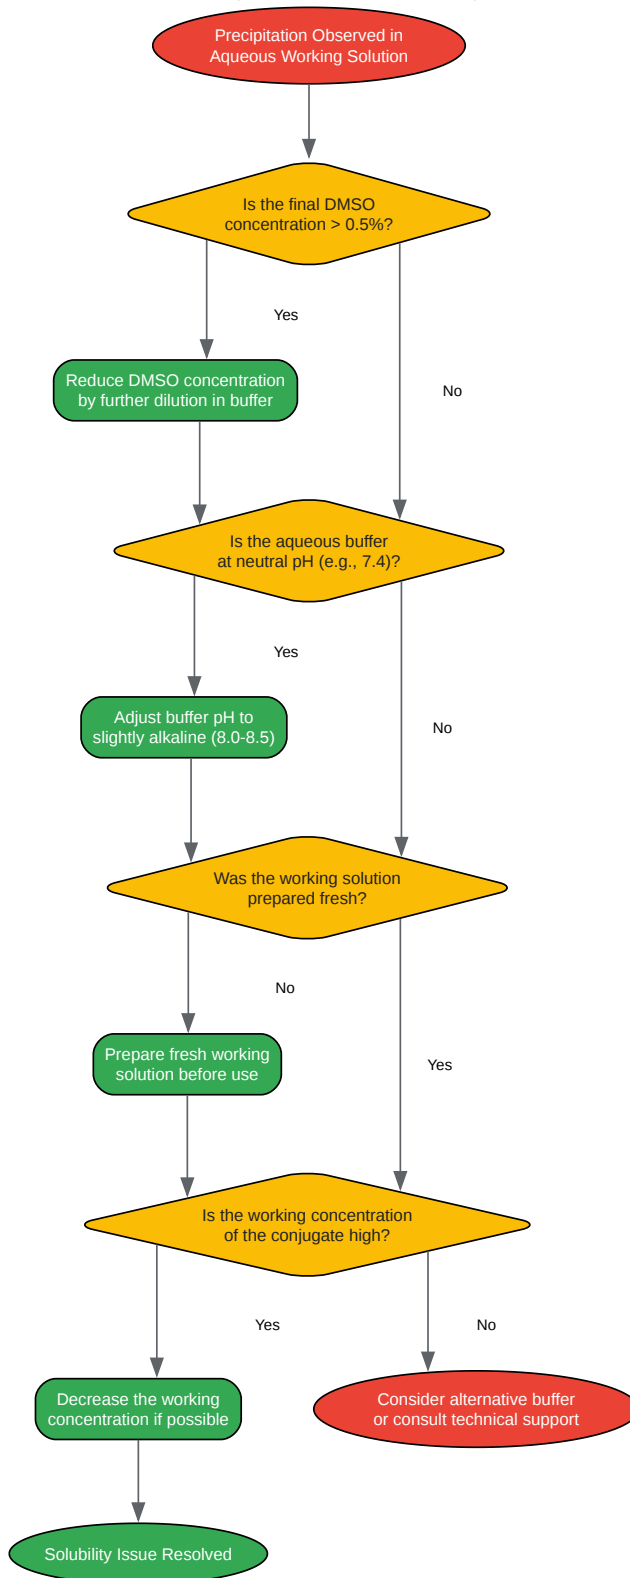 Precipitation Observed in
Aqueous Working Solution
Is the final DMSO
concentration > 0.5%?
Yes
Reduce DMSO concentration
by further dilution in buffer
No
Is the aqueous buffer
at neutral pH (e.g., 7.4)?
Yes
Adjust buffer pH to
slightly alkaline (8.0-8.5)
No
Was the working solution
prepared fresh?
No
Prepare fresh working
solution before use
Yes
Is the working concentration
of the conjugate high?
Yes
No
Decrease the working
concentration if possible
Consider alternative buffer
or consult technical support
Solubility Issue Resolved